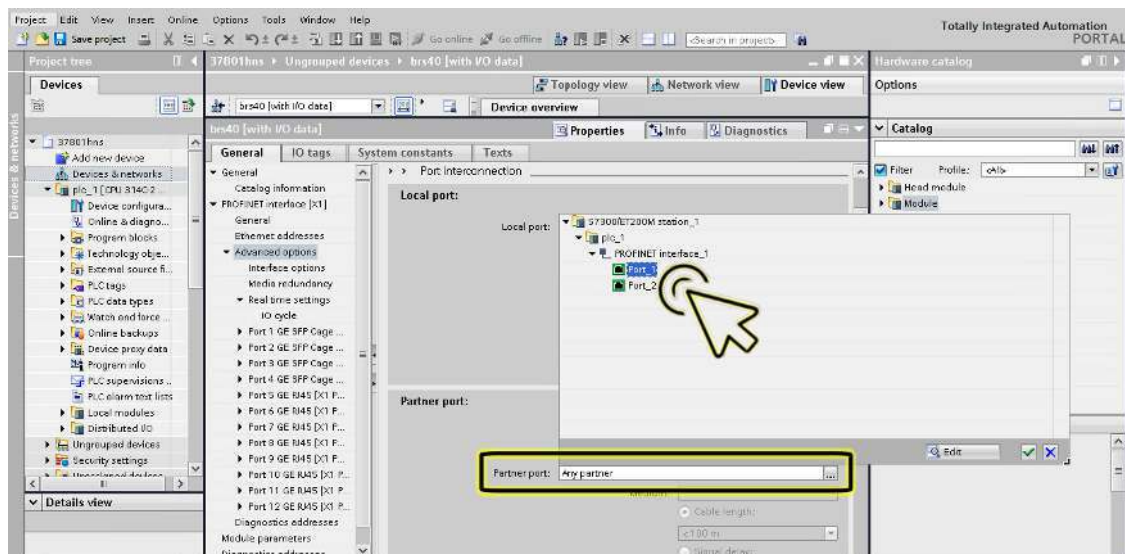 Project Edit View Insert Online Options Tools Window Help
Totally Integrated Automation
PORTAL
Save project
Go online Go offline
<Search in project>
Project tree
37801hns Ungrouped devices brs40 [with I/O data]
Hardware catalog
Devices
Topology view Network view Device view
Options
brs40 [with I/O data]
Device overview
brs40 [with I/O data]
Properties Info Diagnostics
Catalog
General IO tags System constants Texts
Filter Profile: <All>
Head module
Module
Devices & networks
37801hns
Add new device
Devices & networks
plc_1 [CPU 314C-2 ...
Device configura...
Online & diagno...
Program blocks
Technology obje...
External source fi...
PLC tags
PLC data types
Watch and force ...
Online backups
Device proxy data
Program info
PLC supervisions ...
PLC alarm text lists
Local modules
Distributed I/O
Ungrouped devices
Security settings
Details view
General
Catalog information
PROFINET interface [X1]
General
Ethernet addresses
Advanced options
Interface options
Media redundancy
Real time settings
IO cycle
Port 1 GE SFP Cage ...
Port 2 GE SFP Cage ...
Port 3 GE SFP Cage ...
Port 4 GE SFP Cage ...
Port 5 GE RJ45 [X1 P...
Port 6 GE RJ45 [X1 P...
Port 7 GE RJ45 [X1 P...
Port 8 GE RJ45 [X1 P...
Port 9 GE RJ45 [X1 P...
Port 10 GE RJ45 [X1 P...
Port 11 GE RJ45 [X1 P...
Port 12 GE RJ45 [X1 P...
Diagnostics addresses
Module parameters
Port Interconnection
Local port:
Local port:
S7300/ET200M station_1
plc_1
PROFINET interface_1
Port_1
Port_2
Edit
Partner port:
Partner port: Any partner ...
Medium:
Cable length:
<100 m
Signal delay: